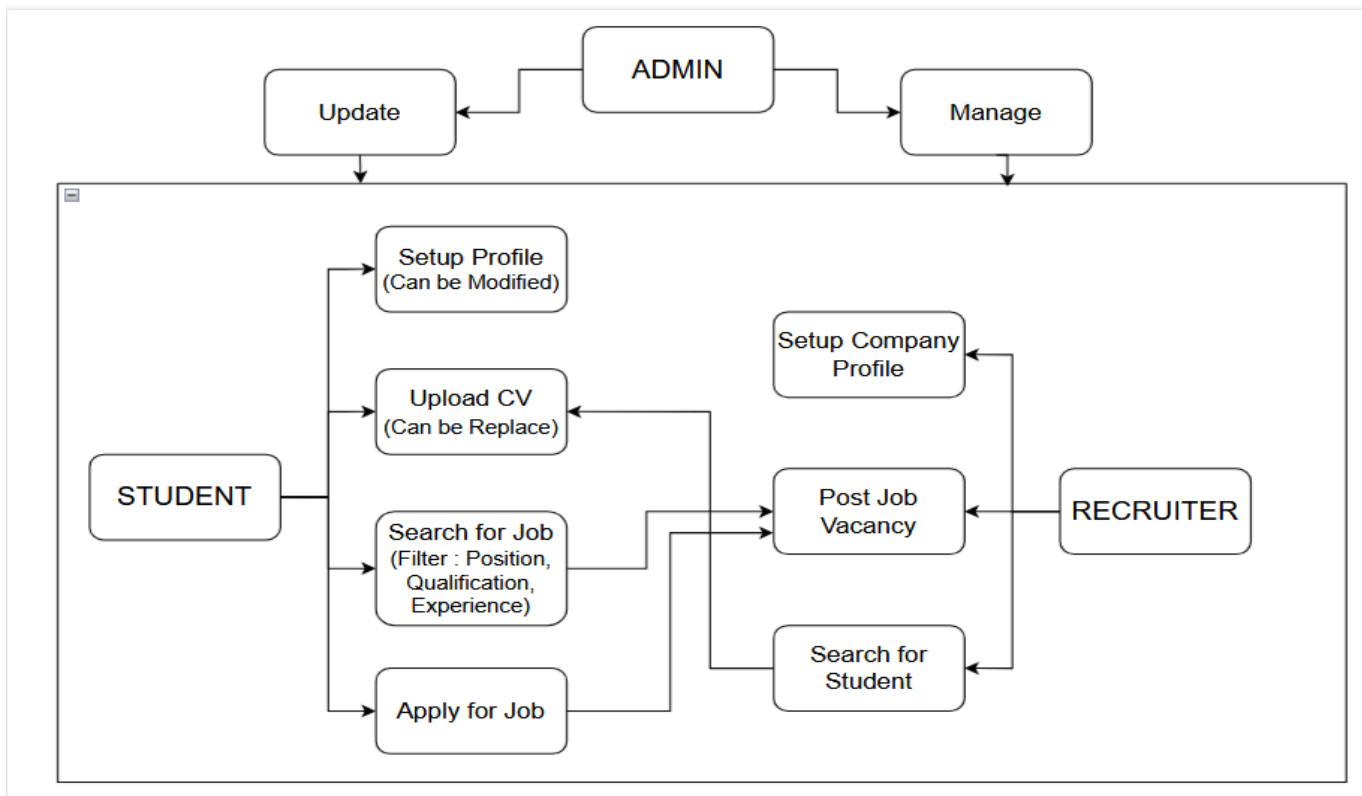 ADMIN
Update
Manage
Setup Profile
(Can be Modified)
Setup Company
Profile
Upload CV
(Can be Replace)
STUDENT
Post Job
Vacancy
RECRUITER
Search for Job
(Filter : Position,
Qualification,
Experience)
Search for
Student
Apply for Job